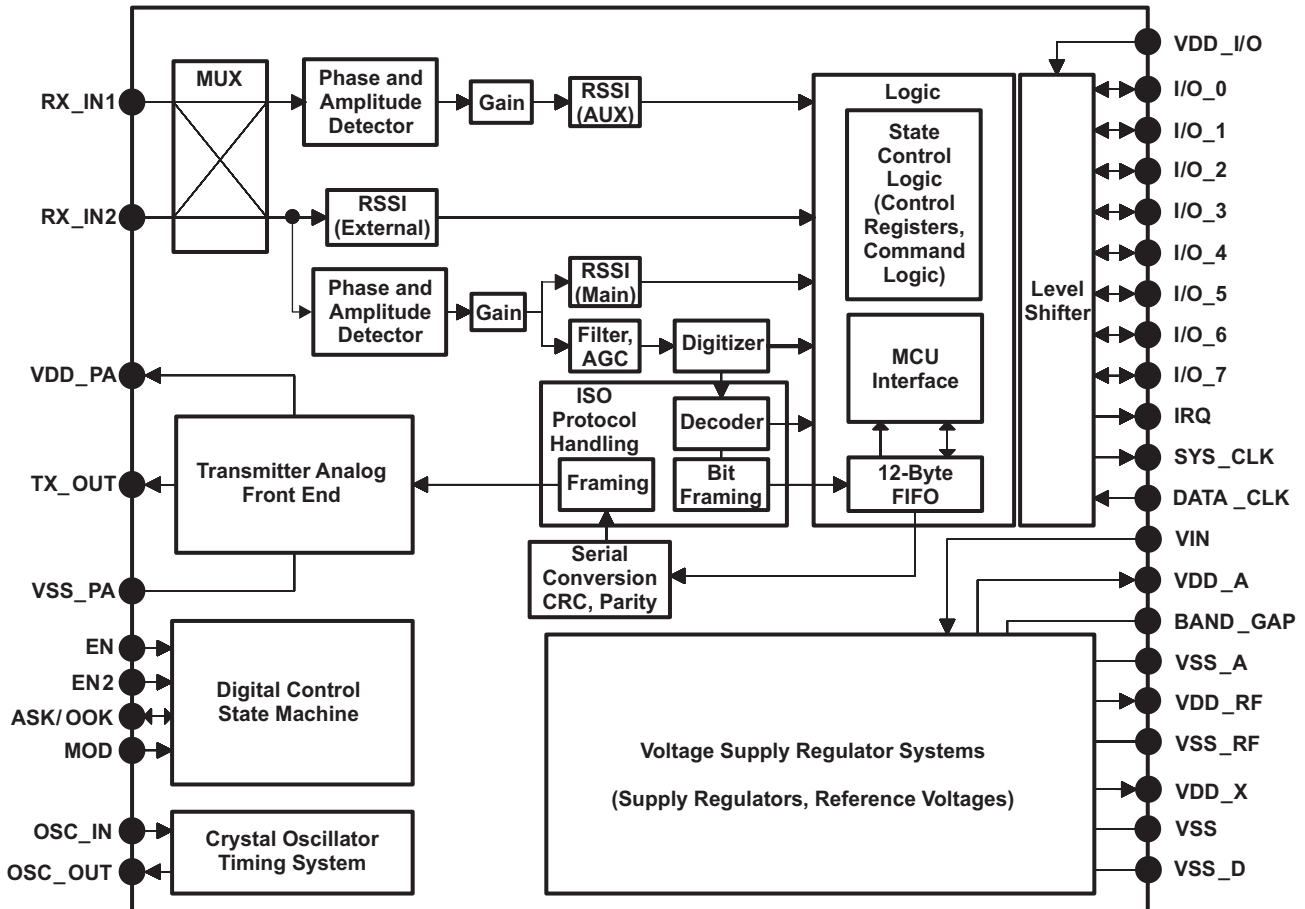 VDD_I/O
MUX
Phase and
Amplitude
Detector
Gain
RSSI
(AUX)
RX_IN1
RX_IN2
RSSI
(External)
Phase and
Amplitude
Detector
Gain
RSSI
(Main)
Filter,
AGC
Digitizer
ISO
Protocol
Handling
Decoder
Framing
Bit
Framing
Serial
Conversion
CRC, Parity
Logic
State
Control
Logic
(Control
Registers,
Command
Logic)
MCU
Interface
12-Byte
FIFO
Level
Shifter
I/O_0
I/O_1
I/O_2
I/O_3
I/O_4
I/O_5
I/O_6
I/O_7
IRQ
SYS_CLK
DATA_CLK
VIN
VDD_A
BAND_GAP
VSS_A
VDD_RF
VSS_RF
VDD_X
VSS
VSS_D
VDD_PA
TX_OUT
VSS_PA
Transmitter Analog
Front End
EN
EN2
ASK/OOK
MOD
Digital Control
State Machine
OSC_IN
OSC_OUT
Crystal Oscillator
Timing System
Voltage Supply Regulator Systems
(Supply Regulators, Reference Voltages)